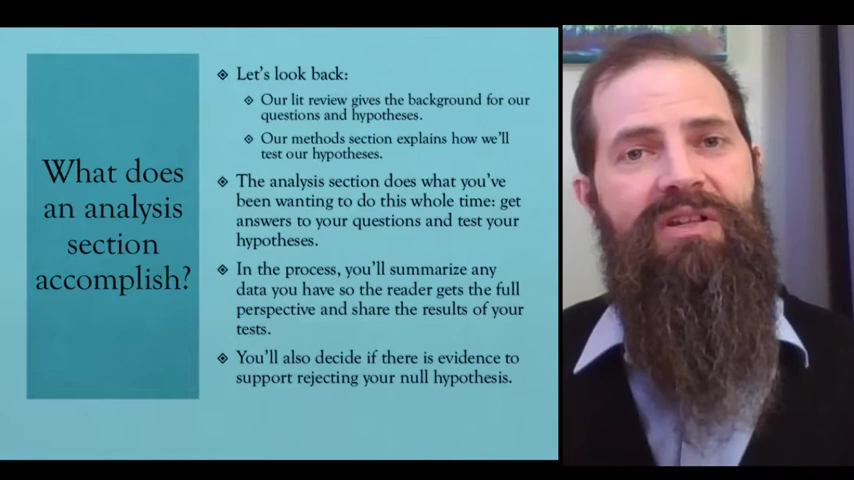 What does
an analysis
section
accomplish?
Let's look back:
Our lit review gives the background for our
questions and hypotheses.
Our methods section explains how we'll
test our hypotheses.
The analysis section does what you've
been wanting to do this whole time: get
answers to your questions and test your
hypotheses.
In the process, you'll summarize any
data you have so the reader gets the full
perspective and share the results of your
tests.
You'll also decide if there is evidence to
support rejecting your null hypothesis.